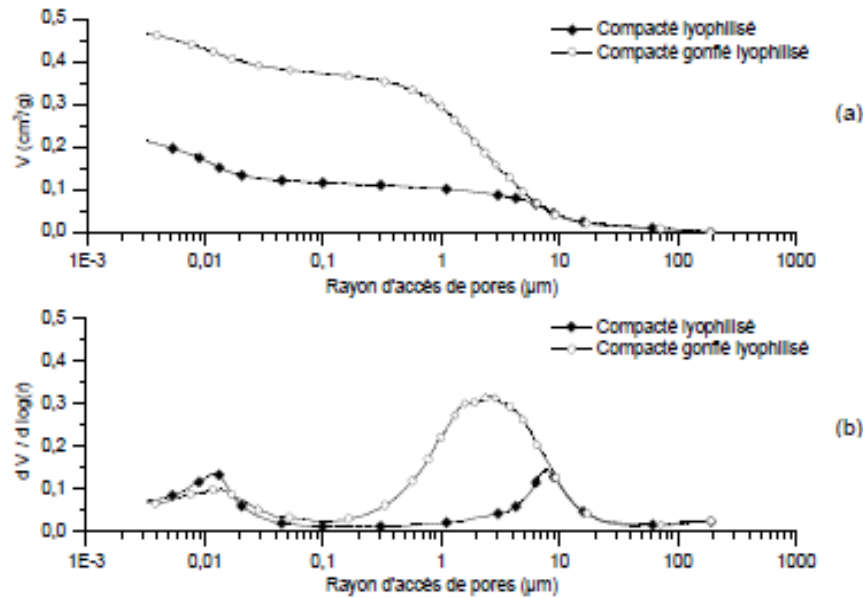 0,5
Compacté lyophilisé
Compacté gonflé lyophilisé
0,4
0,3
(a)
V (cm³/g)
0,2
0,1
0,0
1E-3 0,01 0,1 1 10 100 1000
Rayon d'accès de pores (µm)
0,5
Compacté lyophilisé
Compacté gonflé lyophilisé
0,4
0,3
(b)
d V / d log(r)
0,2
0,1
0,0
1E-3 0,01 0,1 1 10 100 1000
Rayon d'accès de pores (µm)